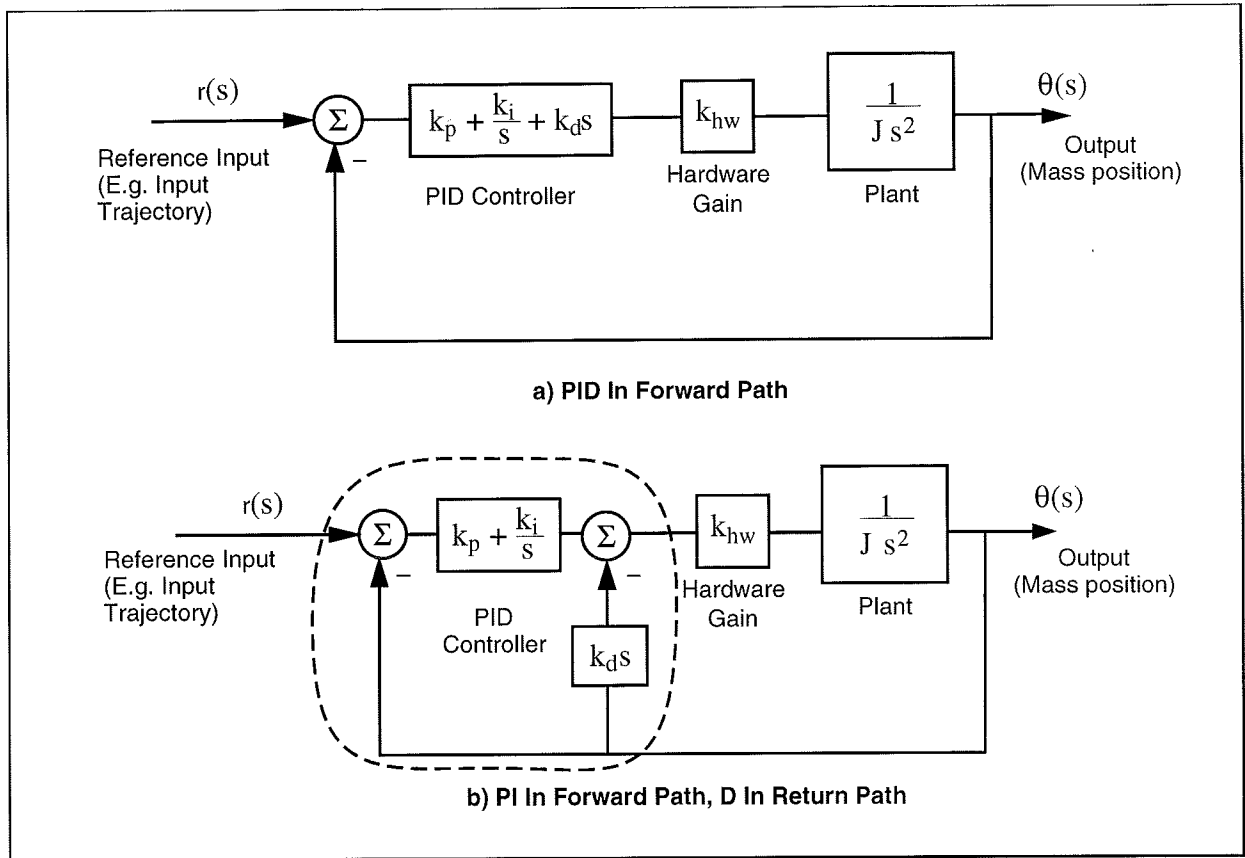 r(s)
Reference Input
(E.g. Input
Trajectory)
Σ
−
k_p + k_i/s + k_d s
PID Controller
k_hw
Hardware
Gain
1/(J s²)
Plant
θ(s)
Output
(Mass position)
a) PID In Forward Path
r(s)
Reference Input
(E.g. Input
Trajectory)
Σ
−
k_p + k_i/s
PID
Controller
Σ
−
k_d s
k_hw
Hardware
Gain
1/(J s²)
Plant
θ(s)
Output
(Mass position)
b) PI In Forward Path, D In Return Path